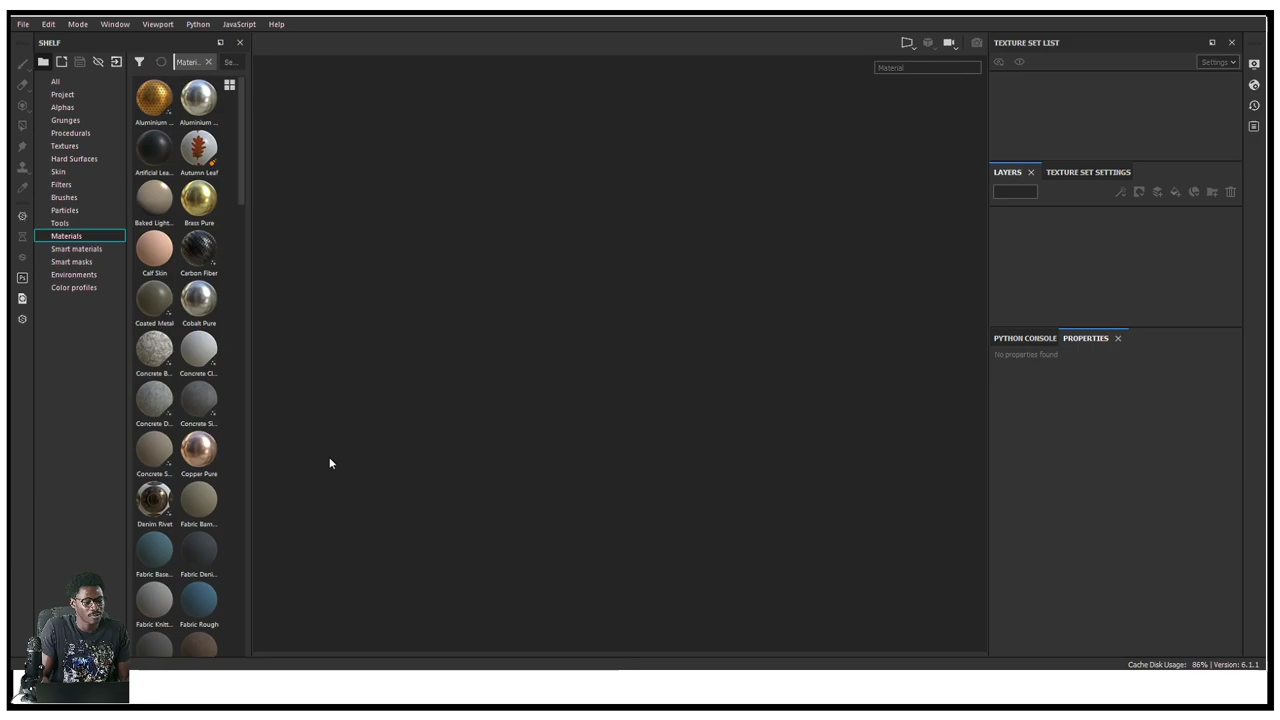 File Edit Mode Window Viewport Python JavaScript Help
SHELF
Materi...
Se...
All
Project
Alphas
Grunges
Procedurals
Textures
Hard Surfaces
Skin
Filters
Brushes
Particles
Tools
Materials
Smart materials
Smart masks
Environments
Color profiles
Aluminium ... Aluminium ...
Artificial Lea... Autumn Leaf
Baked Light... Brass Pure
Calf Skin Carbon Fiber
Coated Metal Cobalt Pure
Concrete B... Concrete Cl...
Concrete D... Concrete Si...
Concrete S... Copper Pure
Denim Rivet Fabric Bam...
Fabric Base... Fabric Deni...
Fabric Knitt... Fabric Rough
Material
TEXTURE SET LIST
Settings
LAYERS TEXTURE SET SETTINGS
Ps
PYTHON CONSOLE PROPERTIES
No properties found
Cache Disk Usage: 86% | Version: 6.1.1